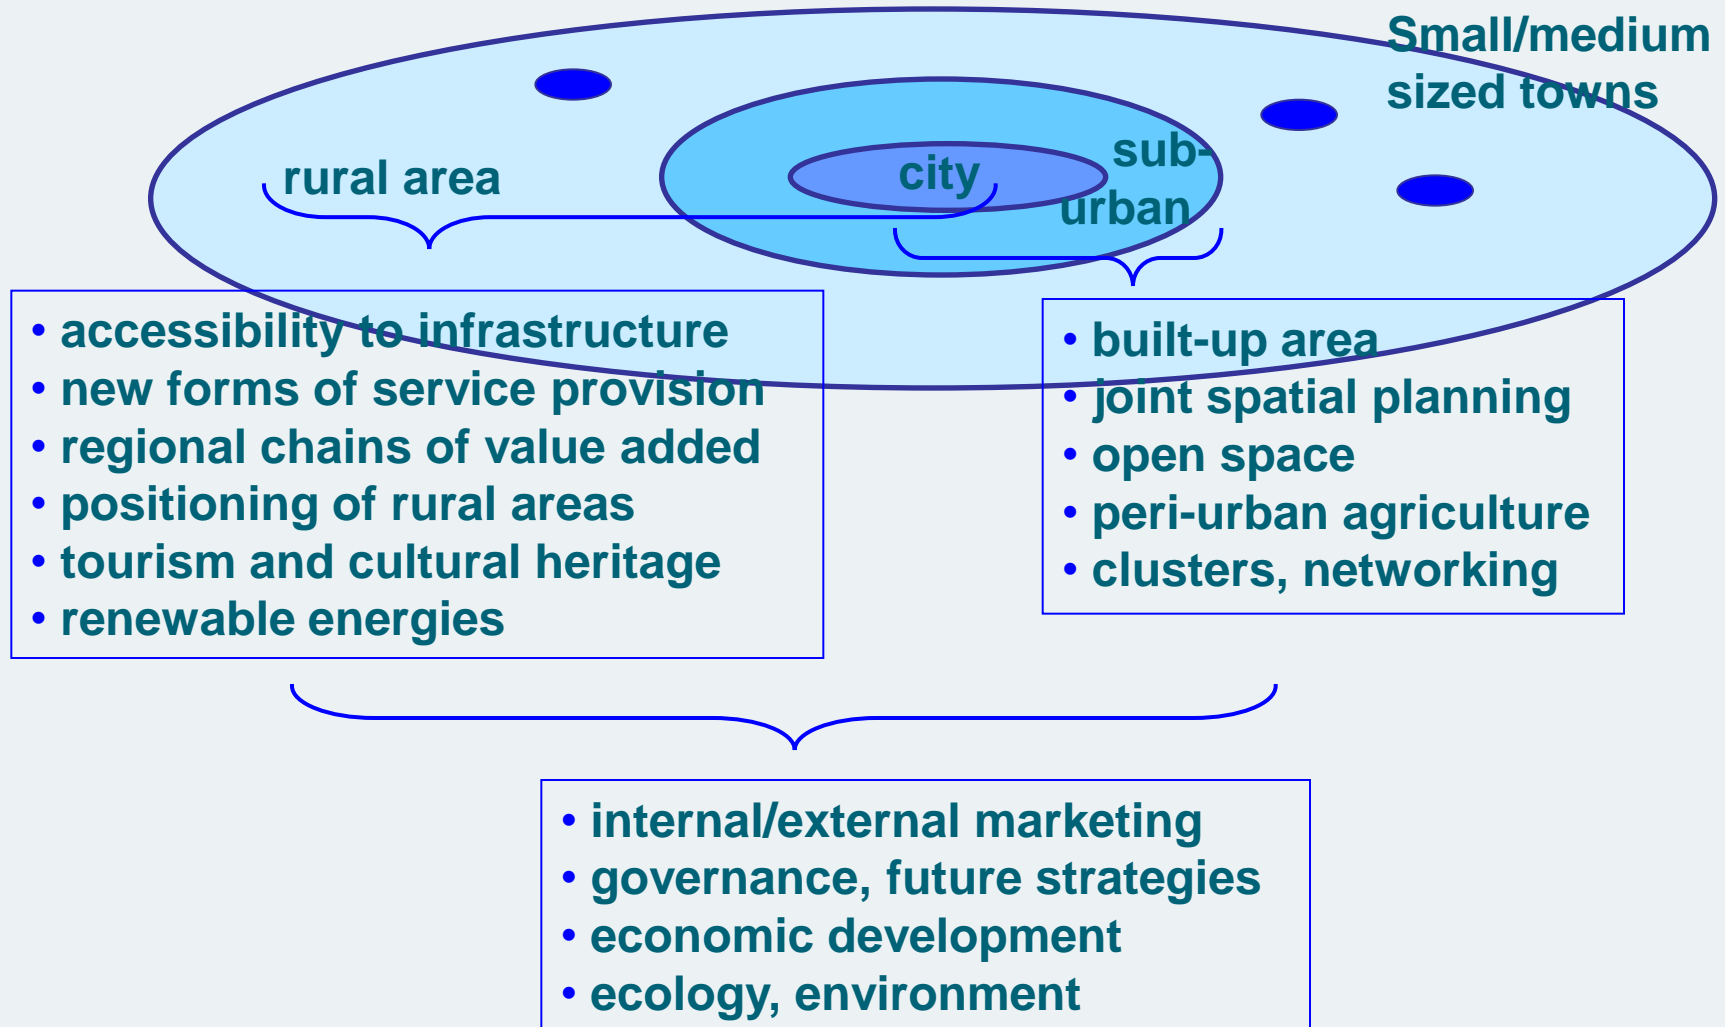 Small/medium
sized towns
rural area
city
sub-
urban
• accessibility to infrastructure
• new forms of service provision
• regional chains of value added
• positioning of rural areas
• tourism and cultural heritage
• renewable energies
• built-up area
• joint spatial planning
• open space
• peri-urban agriculture
• clusters, networking
• internal/external marketing
• governance, future strategies
• economic development
• ecology, environment